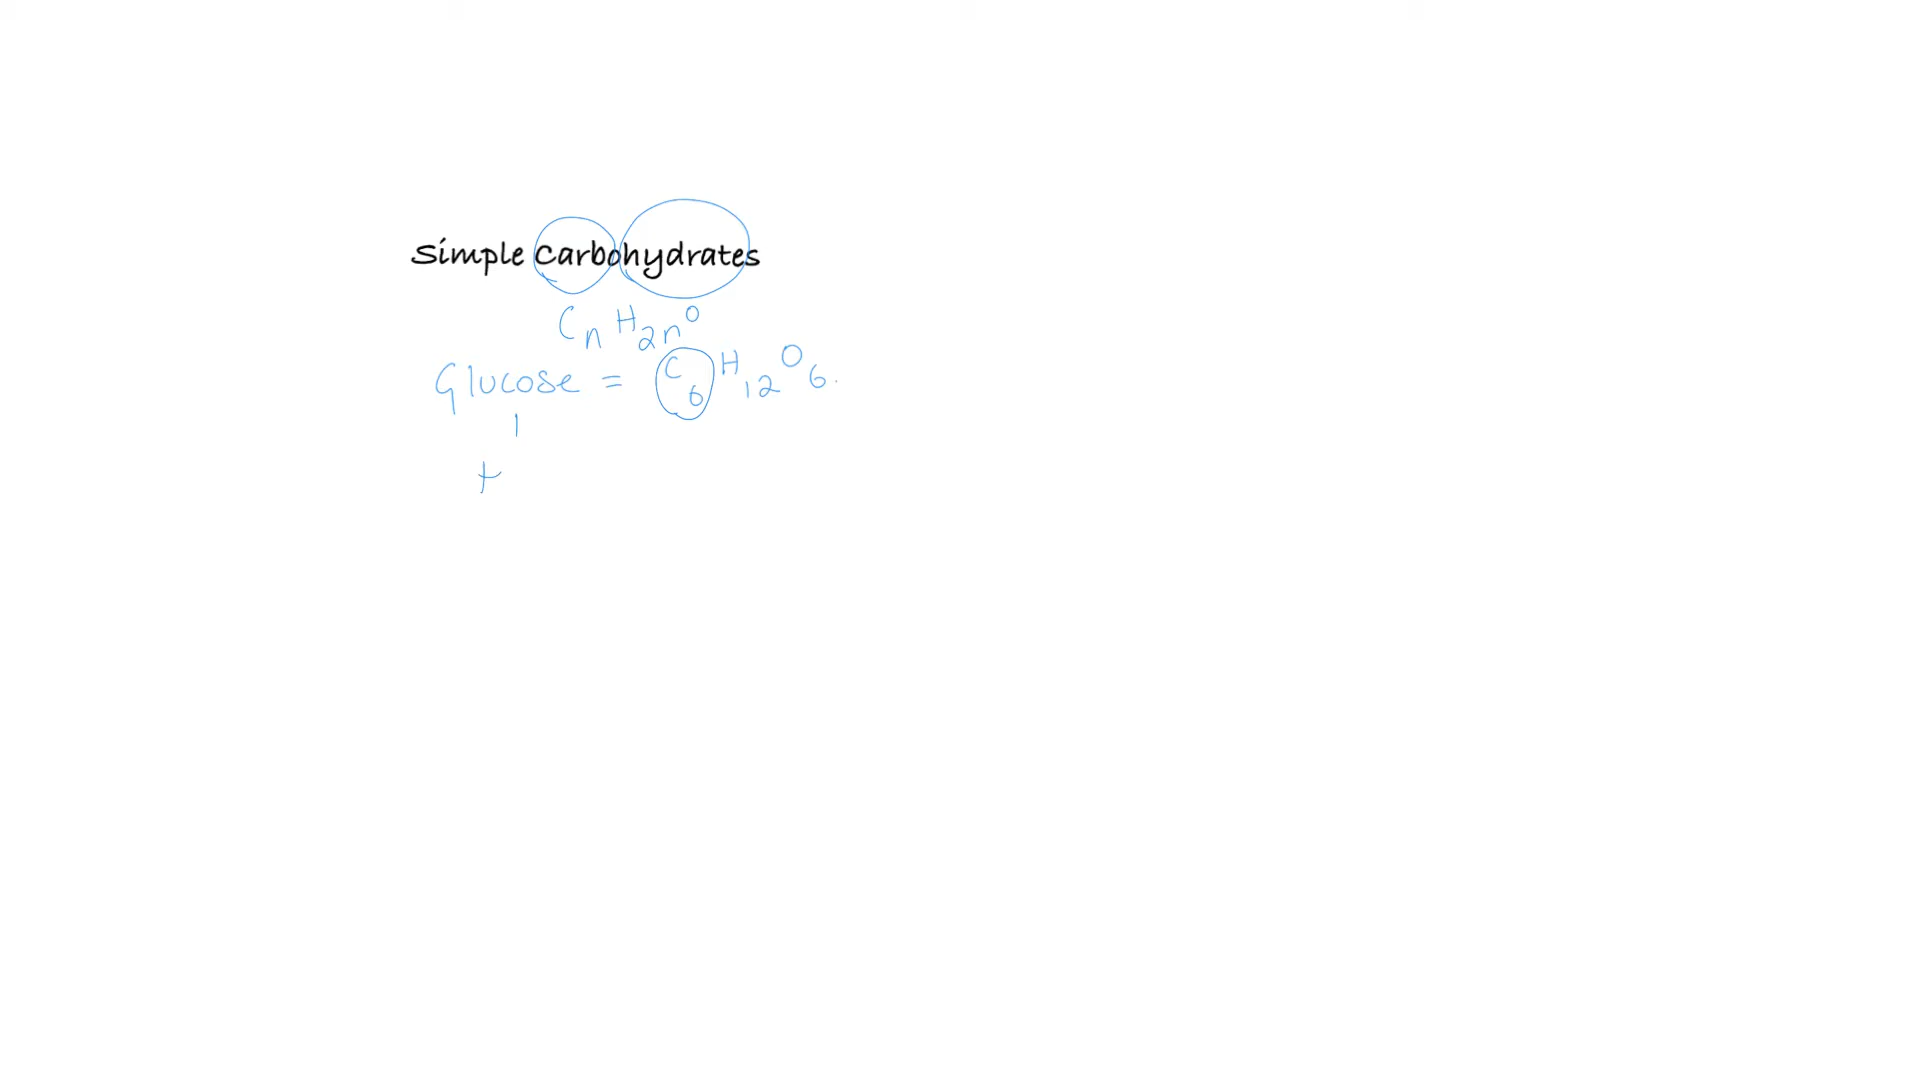 Simple Carbohydrates
CnH2nO
Glucose = C6H12O6.